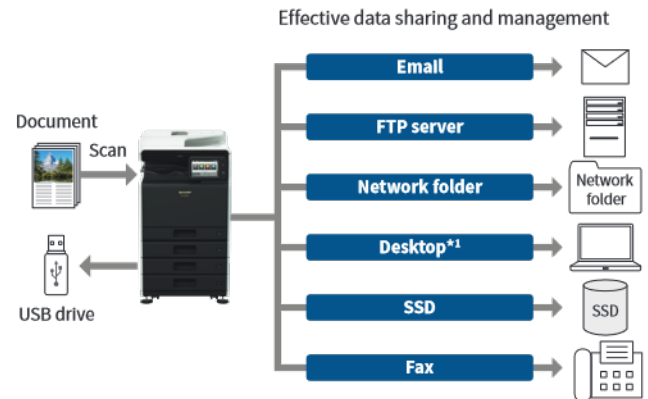 Effective data sharing and management
Document
Scan
USB drive
Email
FTP server
Network folder
Network
folder
Desktop*1
SSD
SSD
Fax